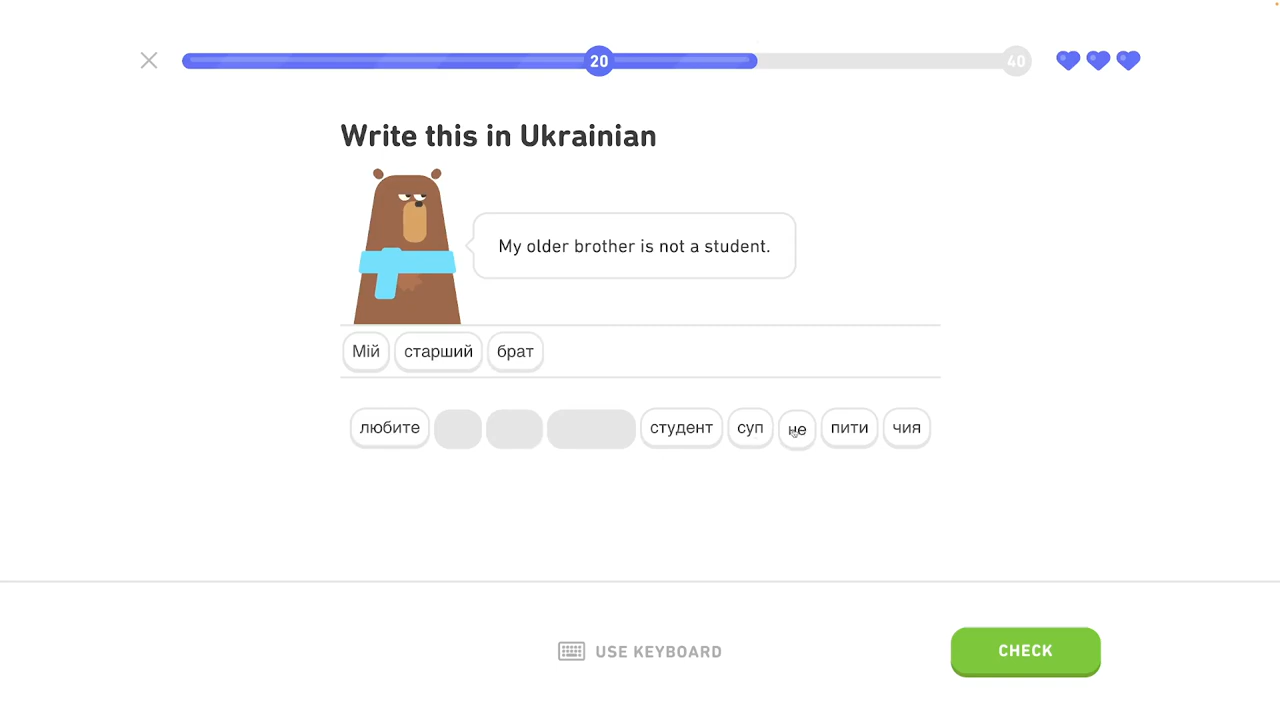 20 40
Write this in Ukrainian
My older brother is not a student.
Мій старший брат
любите студент суп не пити чия
USE KEYBOARD CHECK